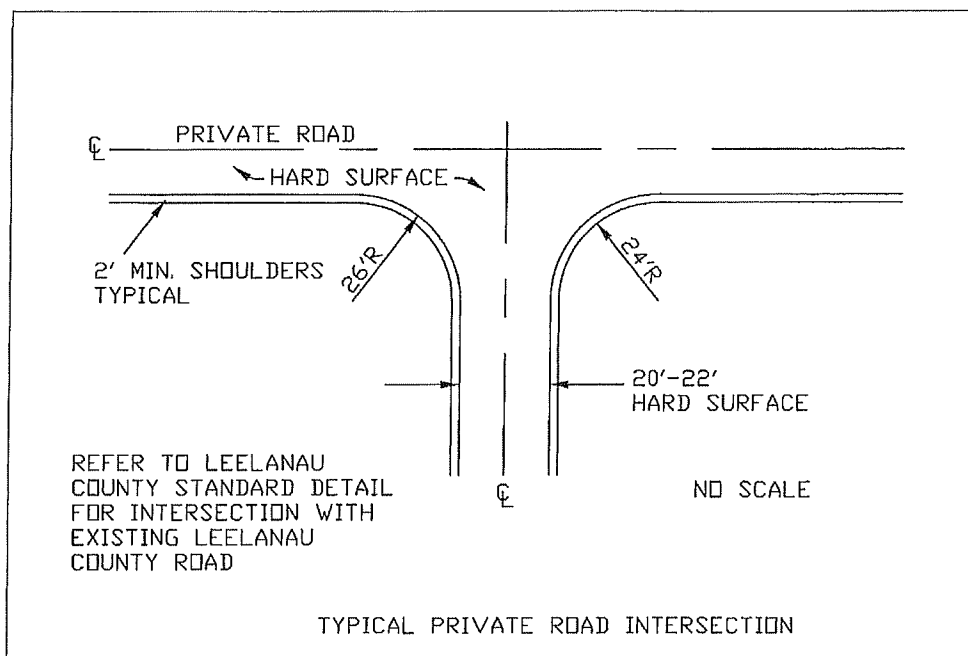 PRIVATE ROAD
℄
HARD SURFACE
2' MIN. SHOULDERS
TYPICAL
26'R
24'R
20'-22'
HARD SURFACE
REFER TO LEELANAU
COUNTY STANDARD DETAIL
FOR INTERSECTION WITH
EXISTING LEELANAU
COUNTY ROAD
℄
NO SCALE
TYPICAL PRIVATE ROAD INTERSECTION